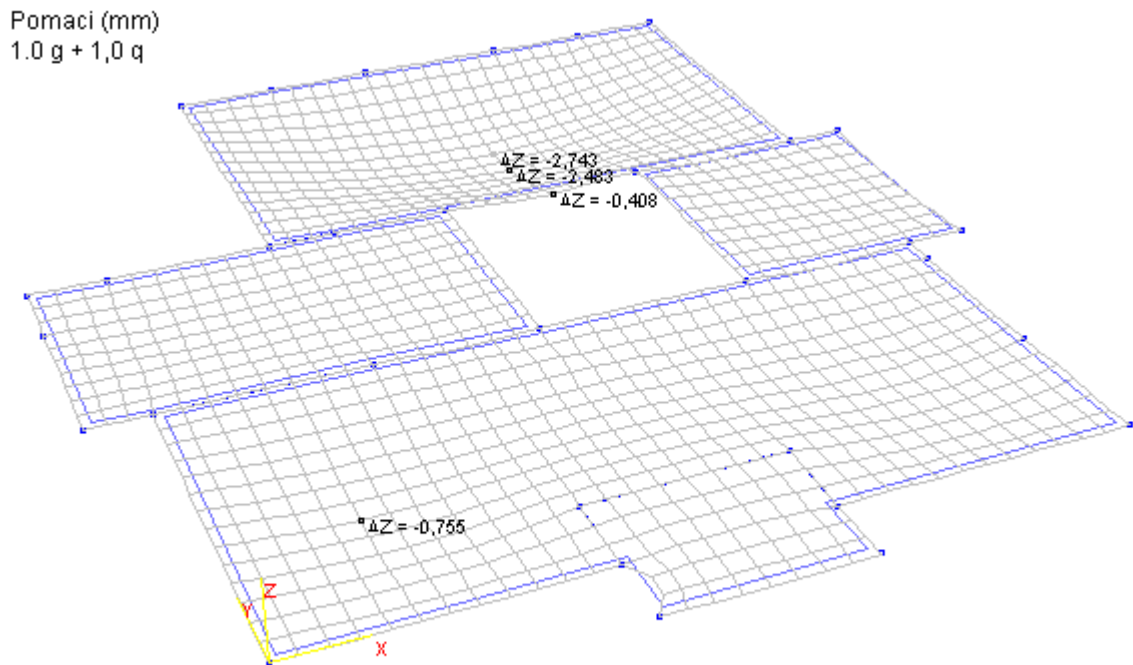 Pomaci (mm)
1.0 g + 1,0 q
ΔZ = -2,743
ΔZ = -2,483
ΔZ = -0,408
ΔZ = -0,755
Z
Y
X